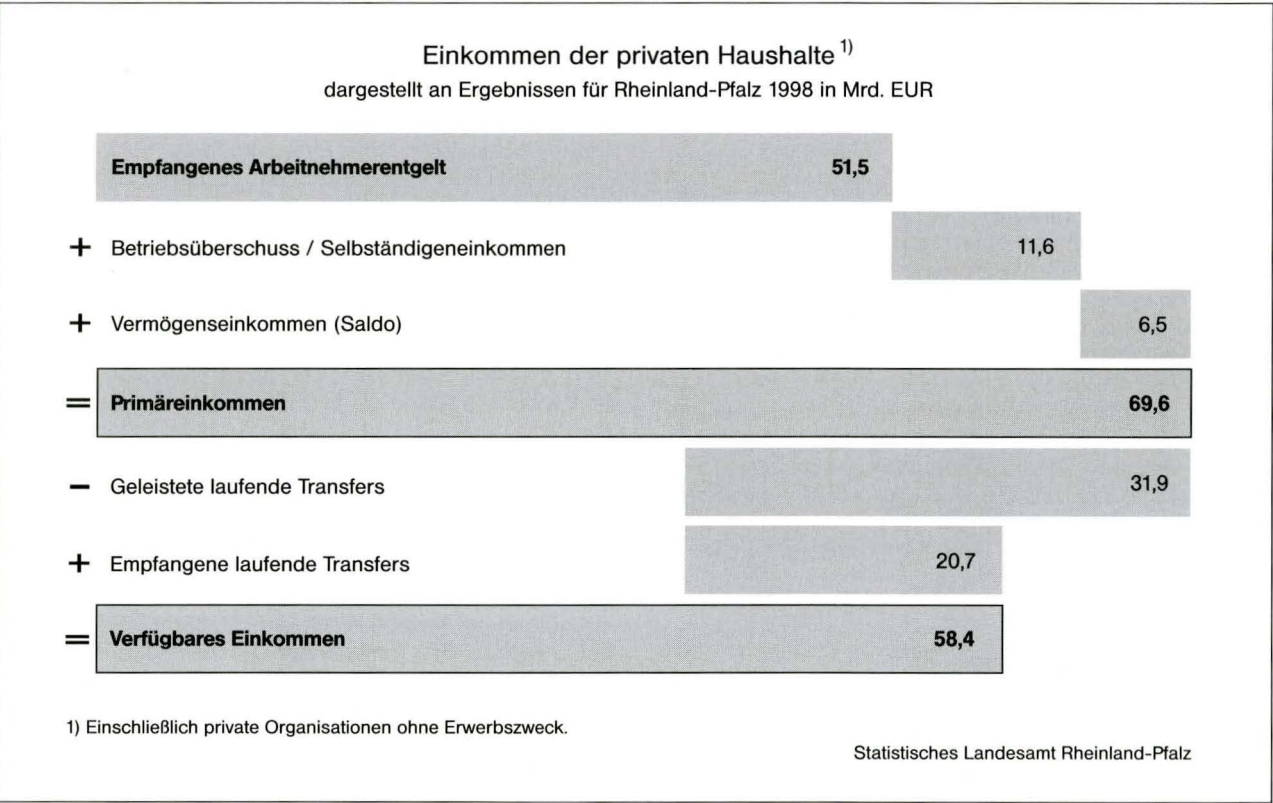 Einkommen der privaten Haushalte 1)
dargestellt an Ergebnissen für Rheinland-Pfalz 1998 in Mrd. EUR
Empfangenes Arbeitnehmerentgelt 51,5
+ Betriebsüberschuss / Selbständigeneinkommen 11,6
+ Vermögenseinkommen (Saldo) 6,5
= Primäreinkommen 69,6
− Geleistete laufende Transfers 31,9
+ Empfangene laufende Transfers 20,7
= Verfügbares Einkommen 58,4
1) Einschließlich private Organisationen ohne Erwerbszweck.
Statistisches Landesamt Rheinland-Pfalz